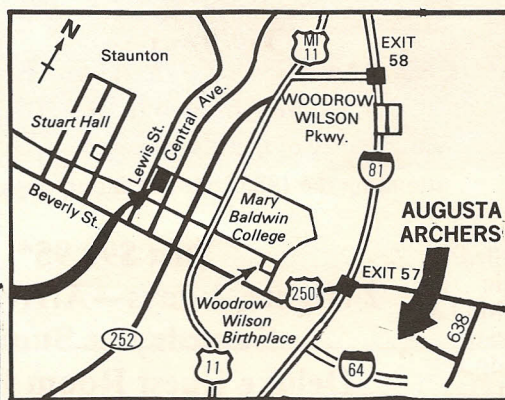 N
Staunton
MI
11
EXIT
58
WOODROW
WILSON
Pkwy.
Stuart Hall
Lewis St.
Central Ave.
81
Beverly St.
Mary
Baldwin
College
AUGUSTA
ARCHERS
EXIT 57
250
Woodrow
Wilson
Birthplace
638
252
11
64